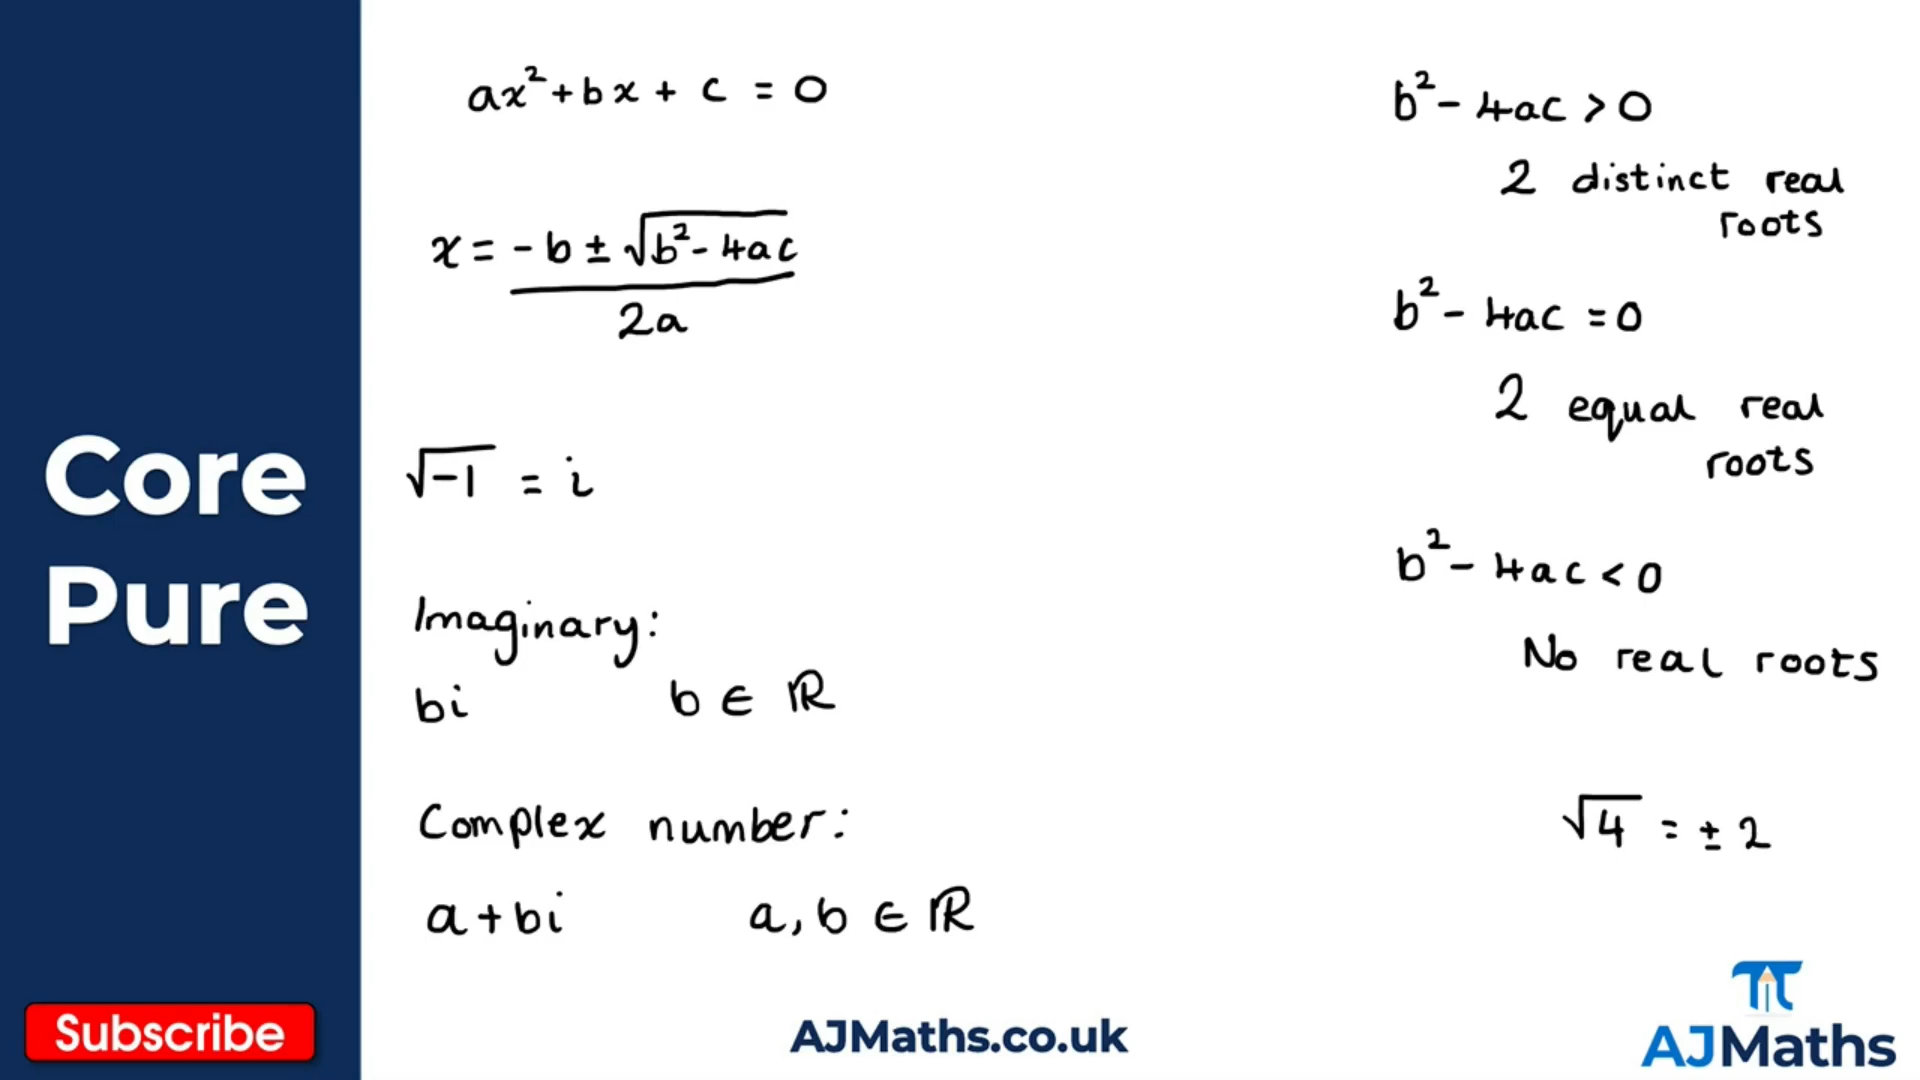 Core
Pure
Subscribe
ax² + bx + c = 0
x = -b ± √b² - 4ac
2a
√-1 = i
Imaginary:
bi b ∈ ℝ
Complex number:
a + bi a, b ∈ ℝ
b² - 4ac > 0
2 distinct real
roots
b² - 4ac = 0
2 equal real
roots
b² - 4ac < 0
No real roots
√4 = ± 2
AJMaths.co.uk
AJMaths